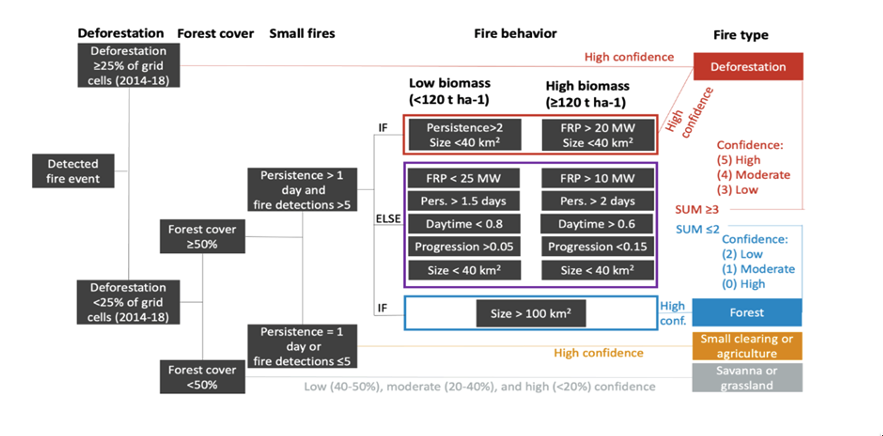 Deforestation Forest cover Small fires Fire behavior Fire type
Deforestation
≥25% of grid
cells (2014-18)
High confidence
Deforestation
Low biomass
(<120 t ha-1)
High biomass
(≥120 t ha-1)
High
confidence
IF
Persistence>2
Size <40 km²
FRP > 20 MW
Size <40 km²
Detected
fire event
Persistence > 1
day and
fire detections >5
ELSE
FRP < 25 MW
FRP > 10 MW
Pers. > 1.5 days
Pers. > 2 days
Daytime < 0.8
Daytime > 0.6
Progression >0.05
Progression <0.15
Size < 40 km²
Size < 40 km²
Confidence:
(5) High
(4) Moderate
(3) Low
SUM ≥3
SUM ≤2
Confidence:
(2) Low
(1) Moderate
(0) High
Forest cover
≥50%
Deforestation
<25% of grid
cells (2014-18)
IF
Size > 100 km²
High
conf.
Forest
Persistence = 1
day or
fire detections ≤5
High confidence
Small clearing or
agriculture
Forest cover
<50%
Low (40-50%), moderate (20-40%), and high (<20%) confidence
Savanna or
grassland